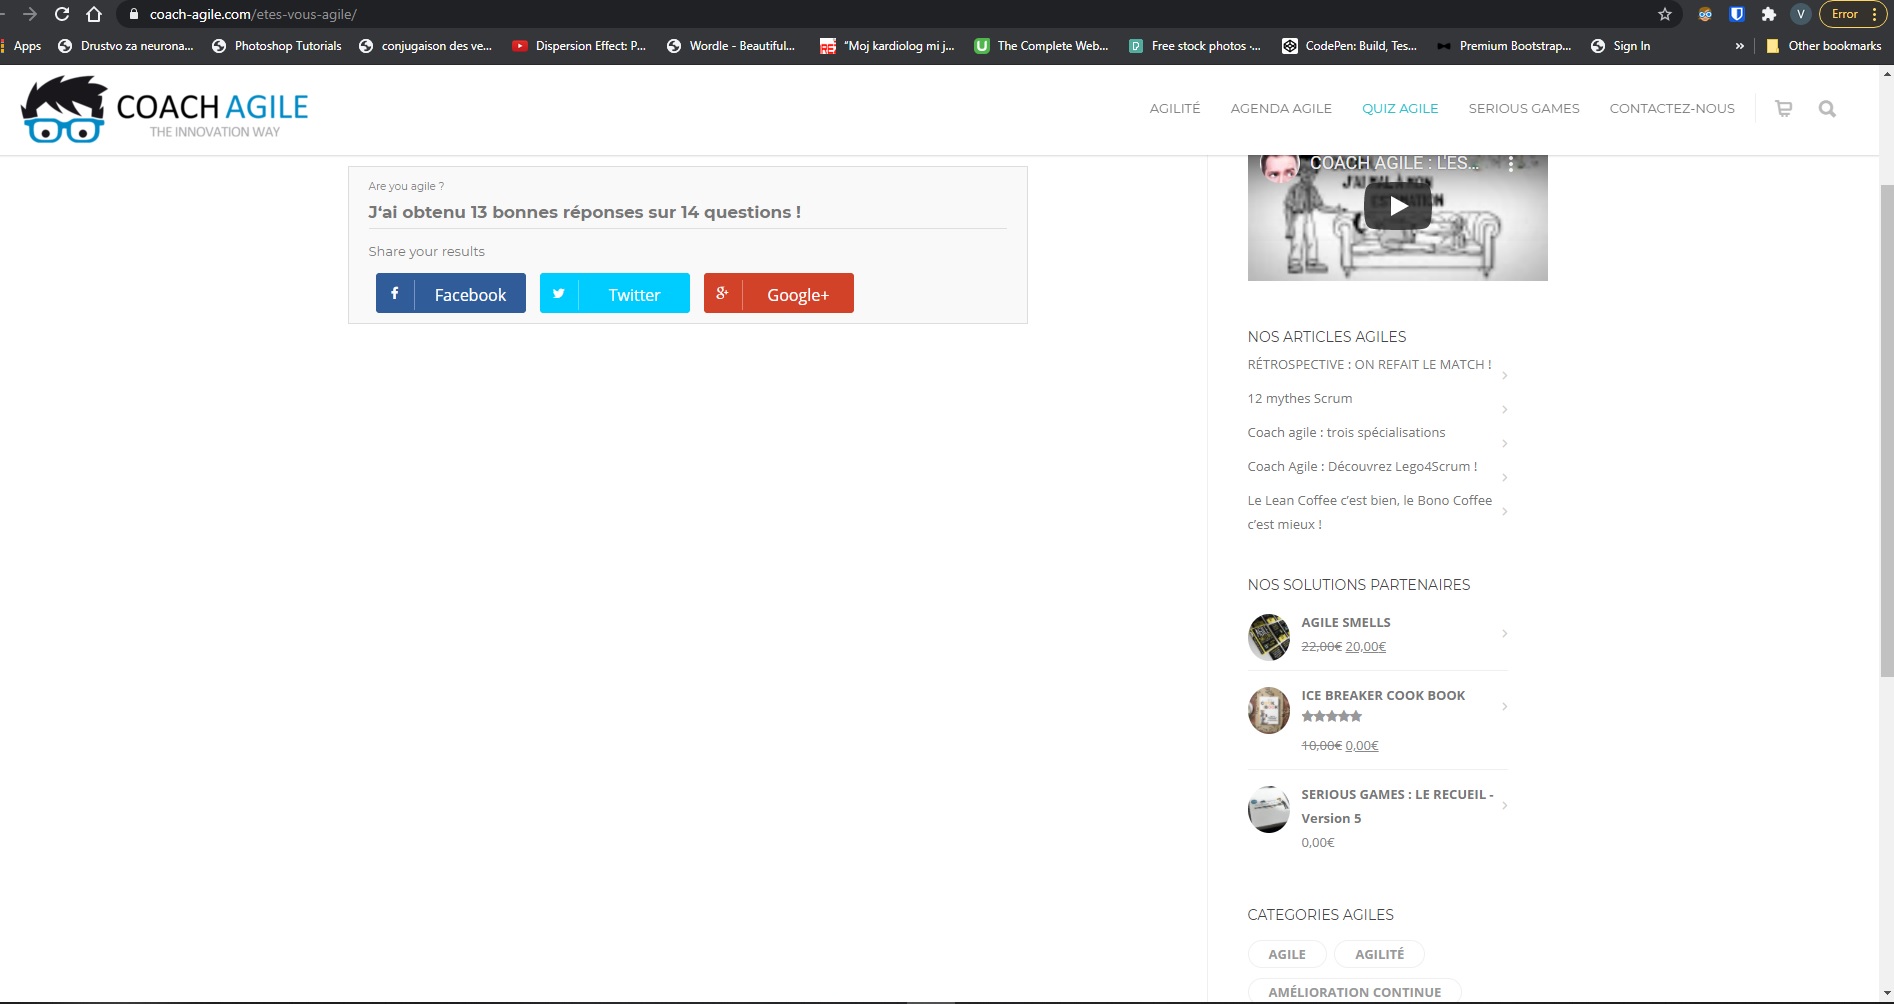 coach-agile.com/etes-vous-agile/
V
Error
Apps
Drustvo za neurona...
Photoshop Tutorials
conjugaison des ve...
Dispersion Effect: P...
Wordle - Beautiful...
"Moj kardiolog mi j...
The Complete Web...
Free stock photos ·...
CodePen: Build, Tes...
Premium Bootstrap...
Sign In
»
Other bookmarks
COACH AGILE
THE INNOVATION WAY
AGILITÉ
AGENDA AGILE
QUIZ AGILE
SERIOUS GAMES
CONTACTEZ-NOUS
Are you agile ?
J‘ai obtenu 13 bonnes réponses sur 14 questions !
Share your results
Facebook
Twitter
Google+
COACH AGILE : L'ES...
NOS ARTICLES AGILES
RÉTROSPECTIVE : ON REFAIT LE MATCH !
12 mythes Scrum
Coach agile : trois spécialisations
Coach Agile : Découvrez Lego4Scrum !
Le Lean Coffee c’est bien, le Bono Coffee
c’est mieux !
NOS SOLUTIONS PARTENAIRES
AGILE SMELLS
22,00€ 20,00€
ICE BREAKER COOK BOOK
10,00€ 0,00€
SERIOUS GAMES : LE RECUEIL -
Version 5
0,00€
CATEGORIES AGILES
AGILE
AGILITÉ
AMÉLIORATION CONTINUE